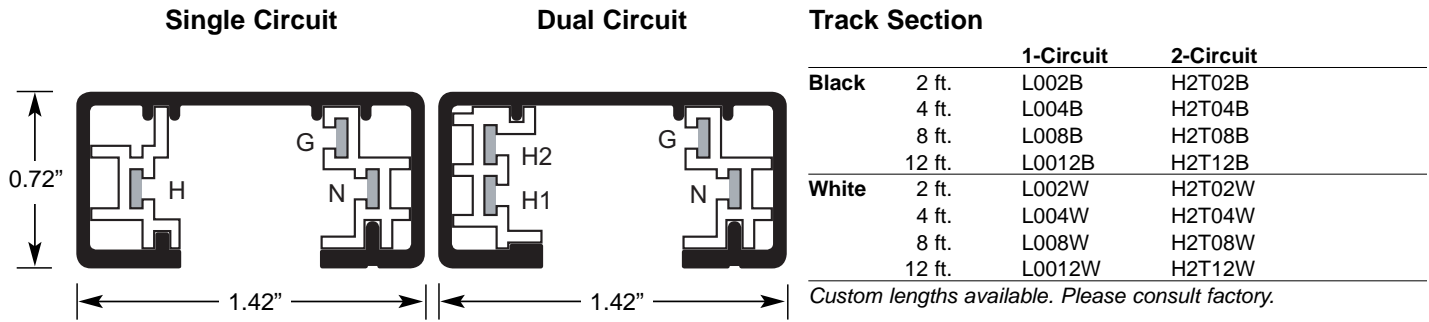 Single Circuit
Dual Circuit
0.72”
H
G
N
1.42”
H2
H1
G
N
1.42”
Track Section
1-Circuit 2-Circuit
Black 2 ft. L002B H2T02B
4 ft. L004B H2T04B
8 ft. L008B H2T08B
12 ft. L0012B H2T12B
White 2 ft. L002W H2T02W
4 ft. L004W H2T04W
8 ft. L008W H2T08W
12 ft. L0012W H2T12W
Custom lengths available. Please consult factory.